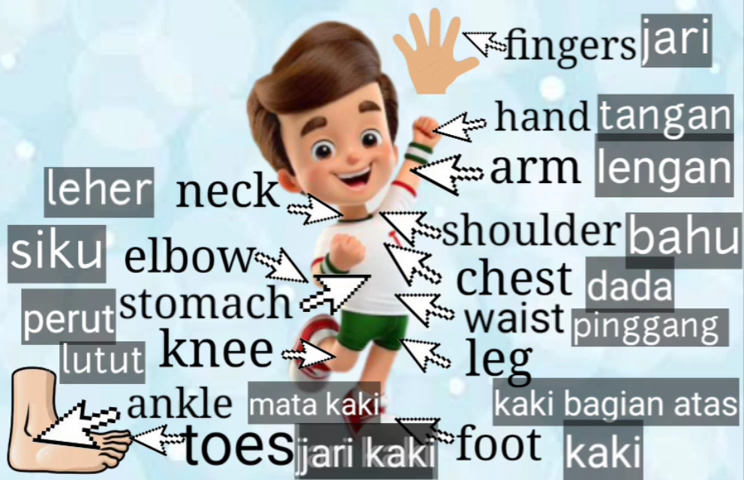 fingers jari
hand tangan
arm lengan
leher neck
shoulder bahu
siku elbow
chest dada
perut stomach
waist pinggang
lutut knee
leg
kaki bagian atas
ankle mata kaki
toes jari kaki
foot kaki